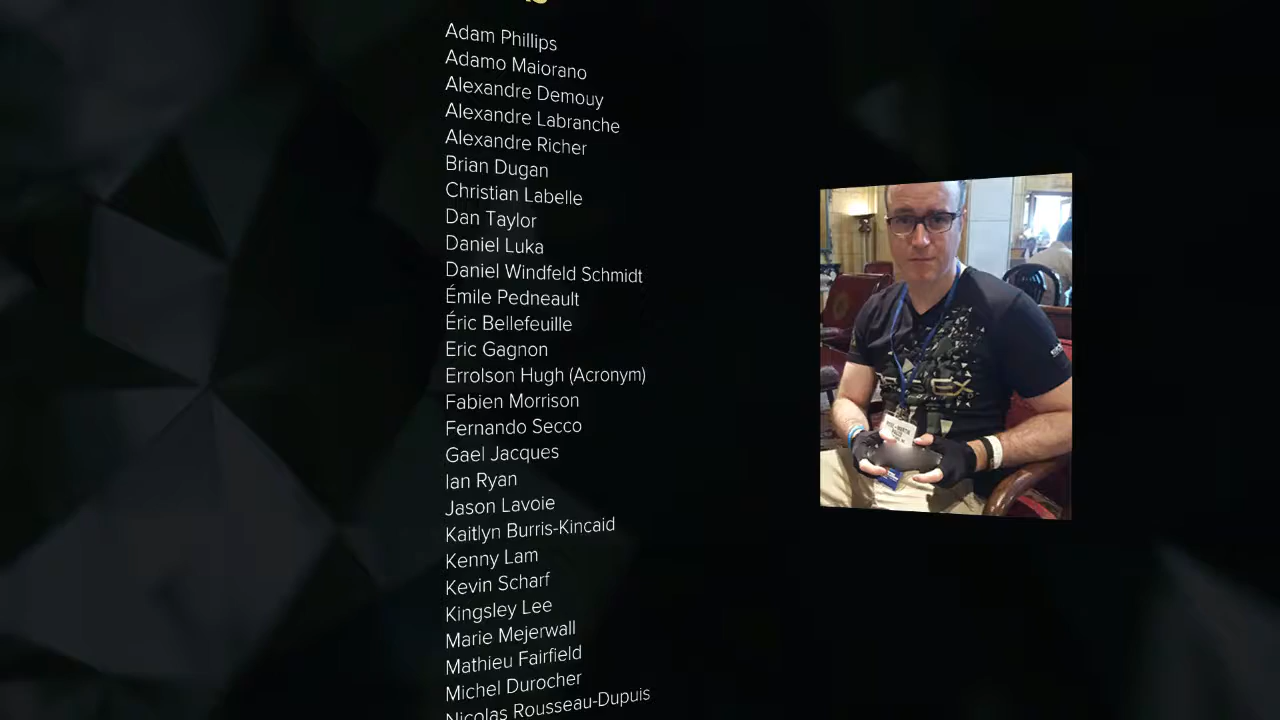 Adam Phillips
Adamo Maiorano
Alexandre Demouy
Alexandre Labranche
Alexandre Richer
Brian Dugan
Christian Labelle
Dan Taylor
Daniel Luka
Daniel Windfeld Schmidt
Émile Pedneault
Éric Bellefeuille
Eric Gagnon
Errolson Hugh (Acronym)
Fabien Morrison
Fernando Secco
Gael Jacques
Ian Ryan
Jason Lavoie
Kaitlyn Burris-Kincaid
Kenny Lam
Kevin Scharf
Kingsley Lee
Marie Mejerwall
Mathieu Fairfield
Michel Durocher
Nicolas Rousseau-Dupuis